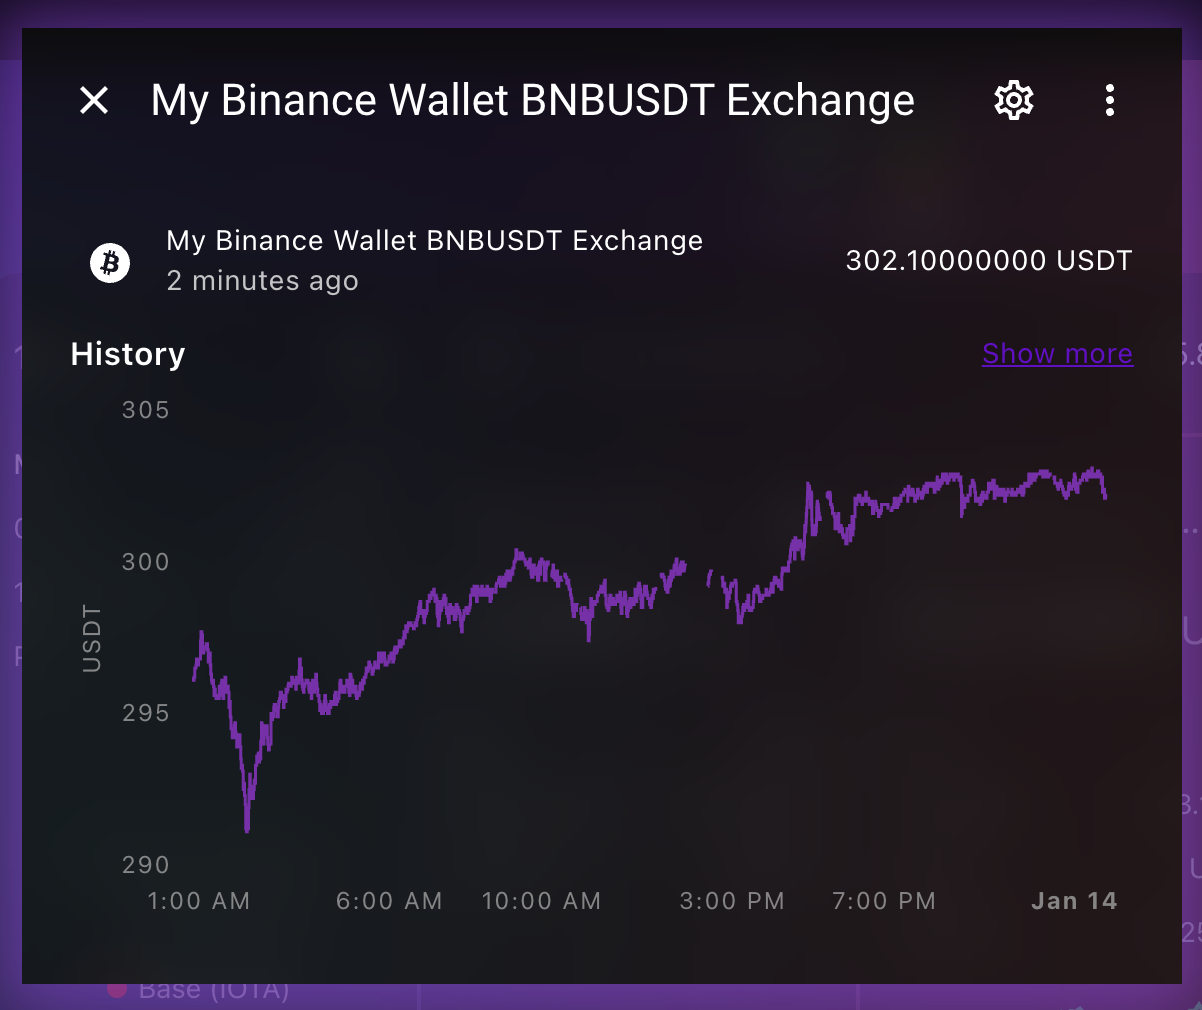 My Binance Wallet BNBUSDT Exchange
My Binance Wallet BNBUSDT Exchange
2 minutes ago
302.10000000 USDT
History
Show more
305
300
295
290
USDT
1:00 AM
6:00 AM
10:00 AM
3:00 PM
7:00 PM
Jan 14
Base (IOTA)